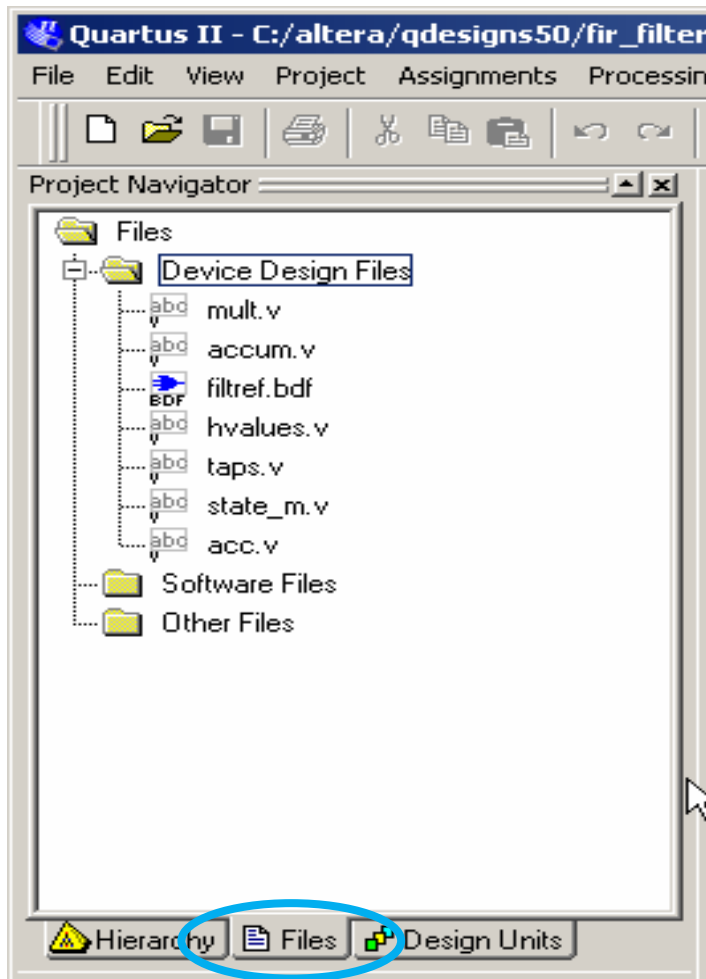 Quartus II - C:/altera/qdesigns50/fir_filter
File Edit View Project Assignments Processin
Project Navigator
Files
Device Design Files
abc v mult.v
abc v accum.v
BDF filtref.bdf
abc v hvalues.v
abc v taps.v
abc v state_m.v
abc v acc.v
Software Files
Other Files
Hierarchy Files Design Units